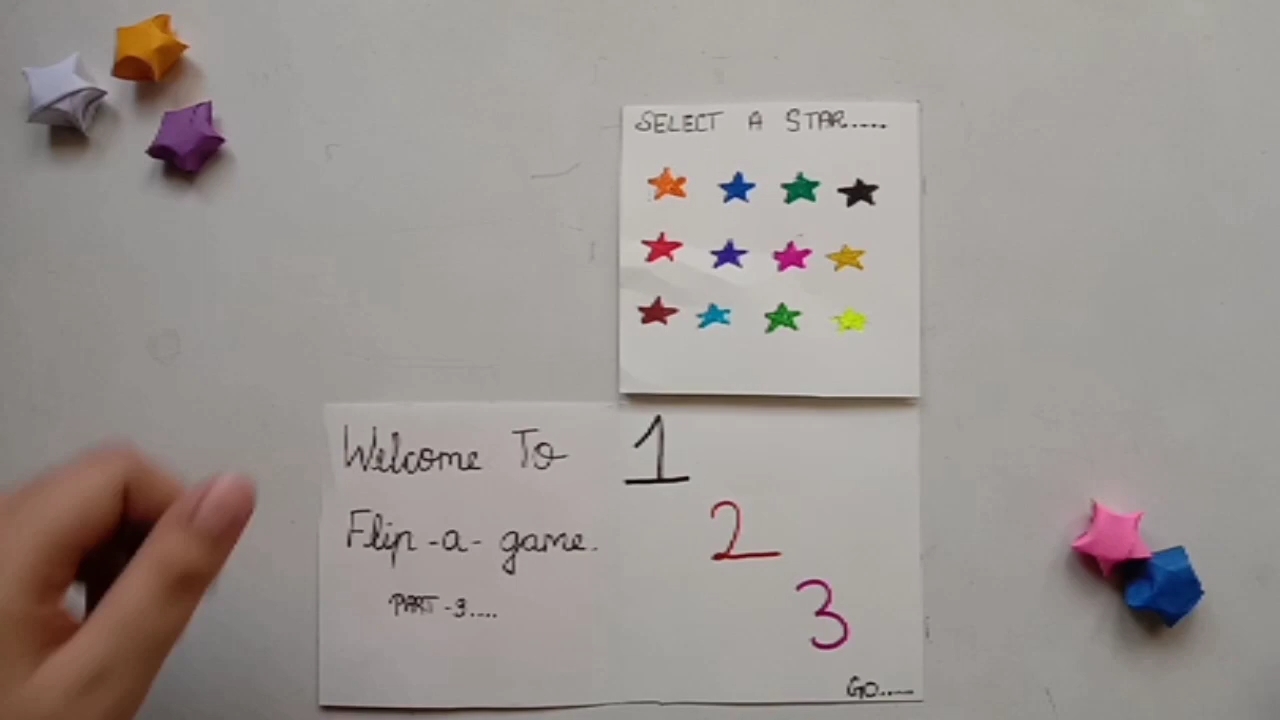 SELECT A STAR.....
Welcome To
Flip-a-game.
PART-3....
1
2
3
GO.....